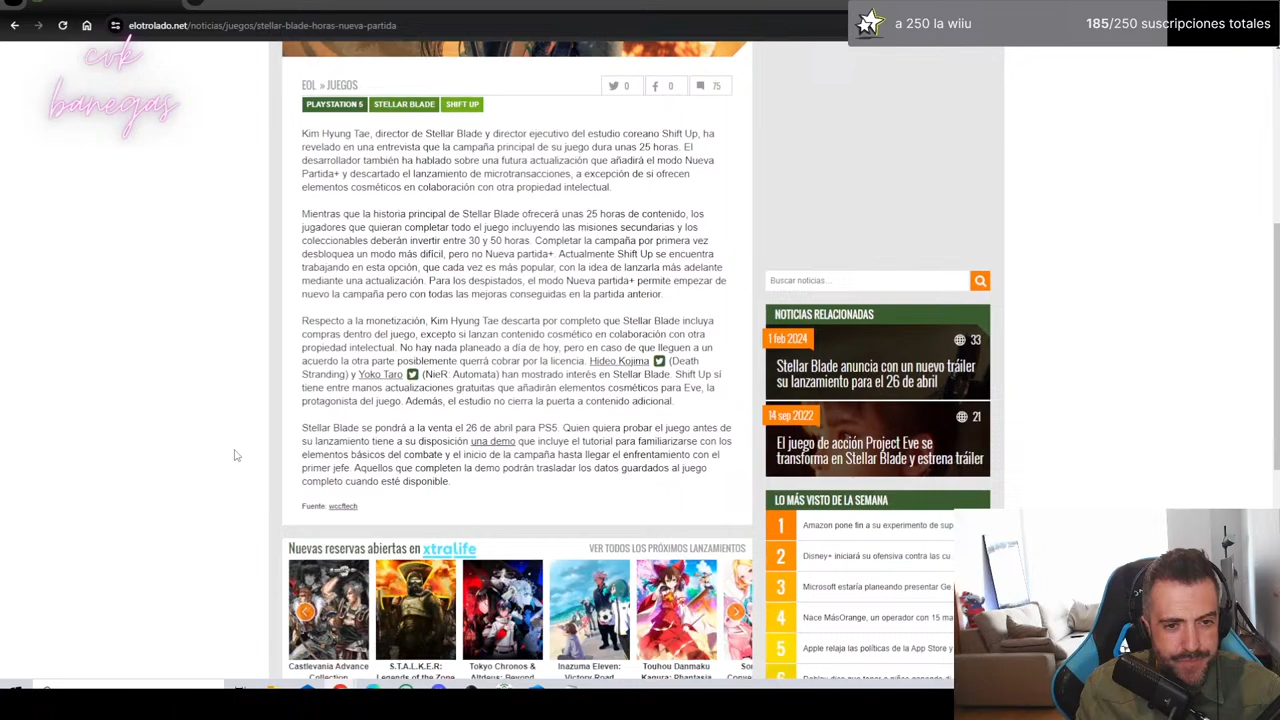 elotrolado.net/noticias/juegos/stellar-blade-horas-nueva-partida
a 250 la wiiu
185/250 suscripciones totales
cvk
banegas
EOL » JUEGOS
0
0
75
PLAYSTATION 5
STELLAR BLADE
SHIFT UP
Kim Hyung Tae, director de Stellar Blade y director ejecutivo del estudio coreano Shift Up, ha
revelado en una entrevista que la campaña principal de su juego dura unas 25 horas. El
desarrollador también ha hablado sobre una futura actualización que añadirá el modo Nueva
Partida+ y descartado el lanzamiento de microtransacciones, a excepción de si ofrecen
elementos cosméticos en colaboración con otra propiedad intelectual.
Mientras que la historia principal de Stellar Blade ofrecerá unas 25 horas de contenido, los
jugadores que quieran completar todo el juego incluyendo las misiones secundarias y los
coleccionables deberán invertir entre 30 y 50 horas. Completar la campaña por primera vez
desbloquea un modo más difícil, pero no Nueva partida+. Actualmente Shift Up se encuentra
trabajando en esta opción, que cada vez es más popular, con la idea de lanzarla más adelante
mediante una actualización. Para los despistados, el modo Nueva partida+ permite empezar de
nuevo la campaña pero con todas las mejoras conseguidas en la partida anterior.
Respecto a la monetización, Kim Hyung Tae descarta por completo que Stellar Blade incluya
compras dentro del juego, excepto si lanzan contenido cosmético en colaboración con otra
propiedad intelectual. No hay nada planeado a día de hoy, pero en caso de que lleguen a un
acuerdo la otra parte posiblemente querrá cobrar por la licencia. Hideo Kojima (Death
Stranding) y Yoko Taro (NieR: Automata) han mostrado interés en Stellar Blade. Shift Up sí
tiene entre manos actualizaciones gratuitas que añadirán elementos cosméticos para Eve, la
protagonista del juego. Además, el estudio no cierra la puerta a contenido adicional.
Stellar Blade se pondrá a la venta el 26 de abril para PS5. Quien quiera probar el juego antes de
su lanzamiento tiene a su disposición una demo que incluye el tutorial para familiarizarse con los
elementos básicos del combate y el inicio de la campaña hasta llegar el enfrentamiento con el
primer jefe. Aquellos que completen la demo podrán trasladar los datos guardados al juego
completo cuando esté disponible.
Fuente: wccftech
Nuevas reservas abiertas en xtralife
VER TODOS LOS PRÓXIMOS LANZAMIENTOS
Castlevania Advance
Collection
S.T.A.L.K.E.R:
Legends of the Zone
Tokyo Chronos &
Altdeus: Beyond
Inazuma Eleven:
Victory Road
Touhou Danmaku
Kagura: Phantasia
Buscar noticias...
NOTICIAS RELACIONADAS
1 feb 2024
33
Stellar Blade anuncia con un nuevo tráiler
su lanzamiento para el 26 de abril
14 sep 2022
21
El juego de acción Project Eve se
transforma en Stellar Blade y estrena tráiler
LO MÁS VISTO DE LA SEMANA
1 Amazon pone fin a su experimento de sup
2 Disney+ iniciará su ofensiva contra las cu
3 Microsoft estaría planeando presentar Ge
4 Nace MásOrange, un operador con 15 ma
5 Apple relaja las políticas de la App Store y